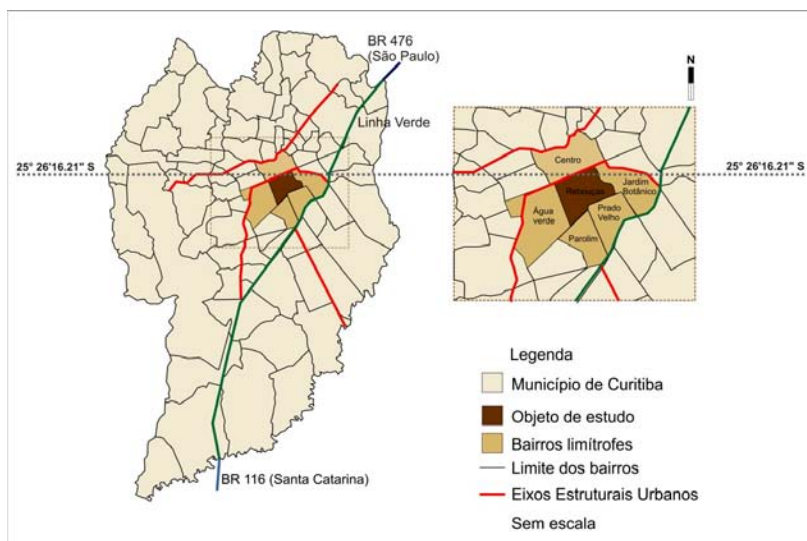 BR 476
(São Paulo)
Linha Verde
25° 26'16.21" S
BR 116 (Santa Catarina)
N
25° 26'16.21" S
Centro
Rebouças
Jardim
Botânico
Água
verde
Prado
Velho
Parolim
Legenda
Município de Curitiba
Objeto de estudo
Bairros limítrofes
Limite dos bairros
Eixos Estruturais Urbanos
Sem escala